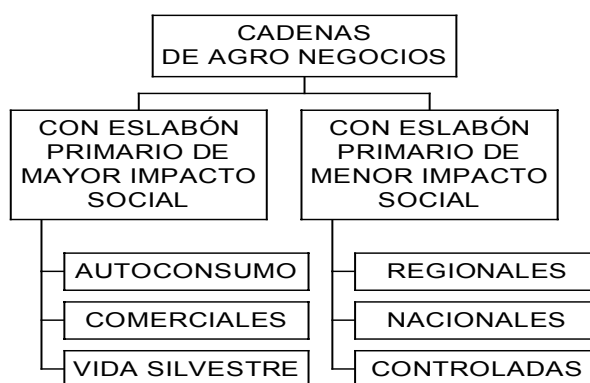 CADENAS
DE AGRO NEGOCIOS
CON ESLABÓN
PRIMARIO DE
MAYOR IMPACTO
SOCIAL
CON ESLABÓN
PRIMARIO DE
MENOR IMPACTO
SOCIAL
AUTOCONSUMO
COMERCIALES
VIDA SILVESTRE
REGIONALES
NACIONALES
CONTROLADAS